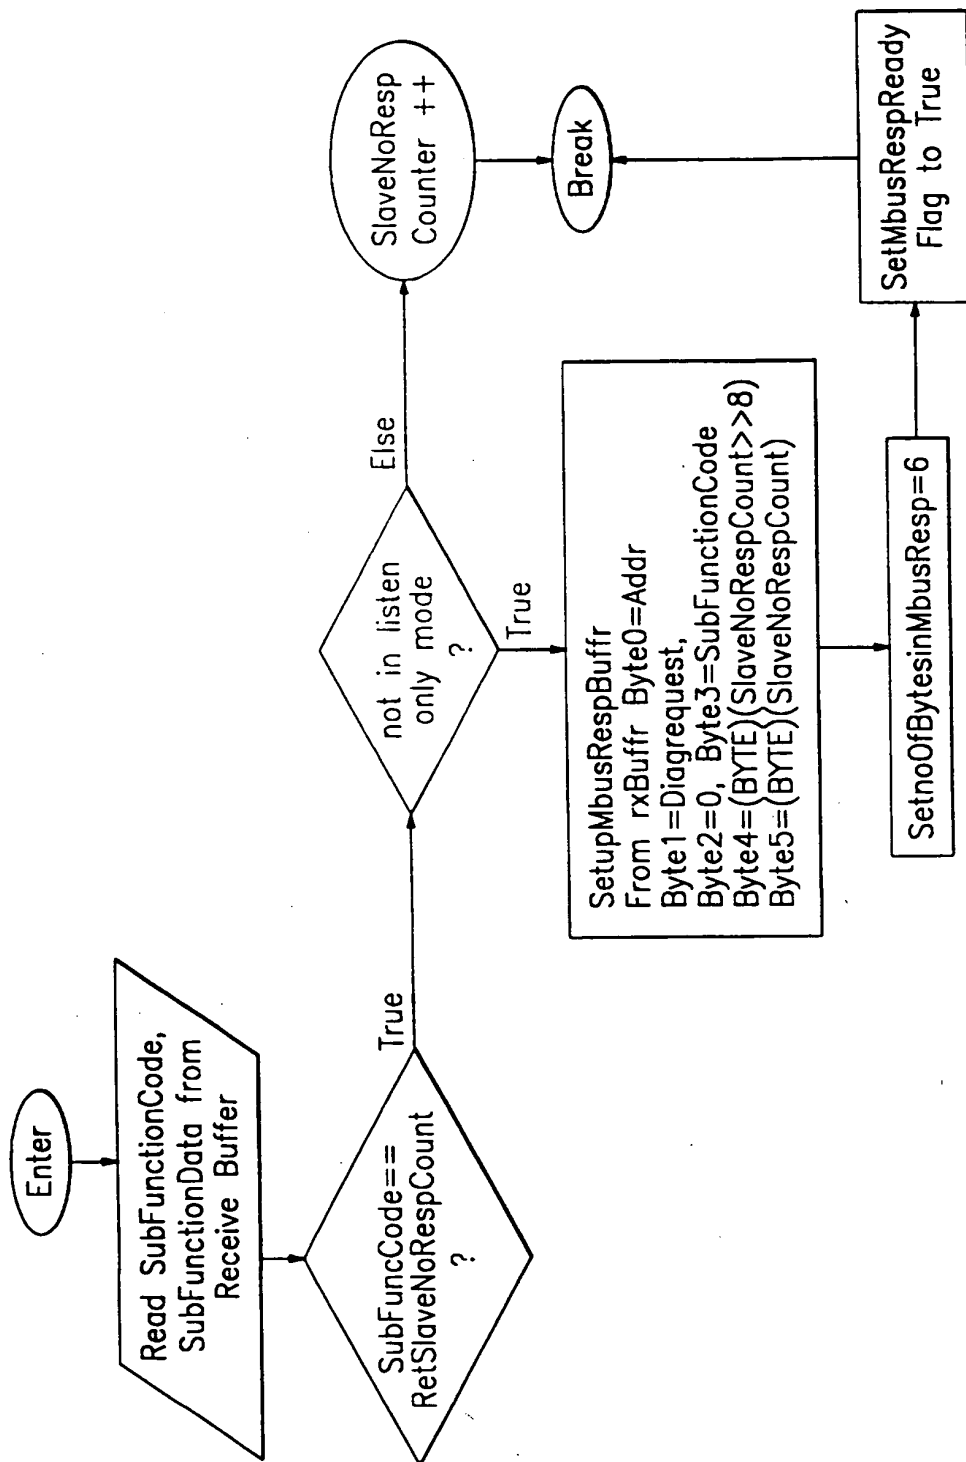 Enter
Read SubFunctionCode,
SubFunctionData from
Receive Buffer
SubFuncCode==
RetSlaveNoRespCount
?
True
not in listen
only mode
?
Else
SlaveNoResp
Counter ++
True
SetupMbusRespBuffr
From rxBuffr Byte0=Addr
Byte1=Diagrequest,
Byte2=0, Byte3=SubFunctionCode
Byte4=(BYTE)(SlaveNoRespCount>>8)
Byte5=(BYTE)(SlaveNoRespCount)
SetnoOfBytesinMbusResp=6
SetMbusRespReady
Flag to True
Break